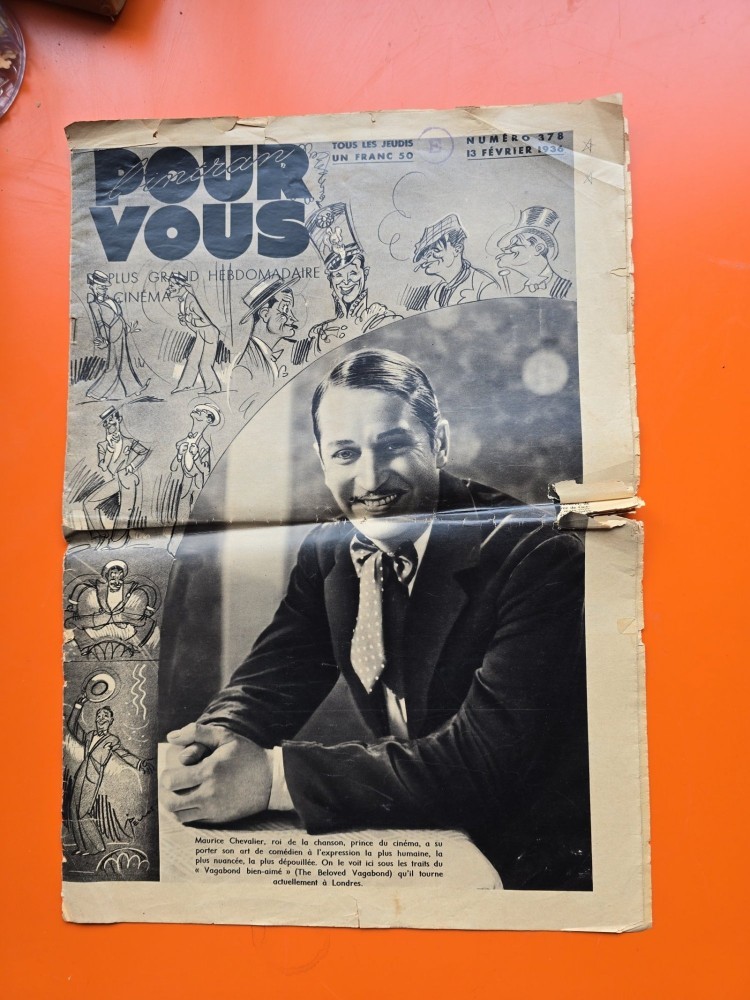 POUR
VOUS
TOUS LES JEUDIS
UN FRANC 50
B
NUMÉRO 378
13 FÉVRIER 1936
LE PLUS GRAND HEBDOMADAIRE
DU CINÉMA
Maurice Chevalier, roi de la chanson, prince du cinéma, a su
porter son art de comédien à l'expression la plus humaine, la
plus nuancée, la plus dépouillée. On le voit ici sous les traits du
« Vagabond bien-aimé » (The Beloved Vagabond) qu'il tourne
actuellement à Londres.